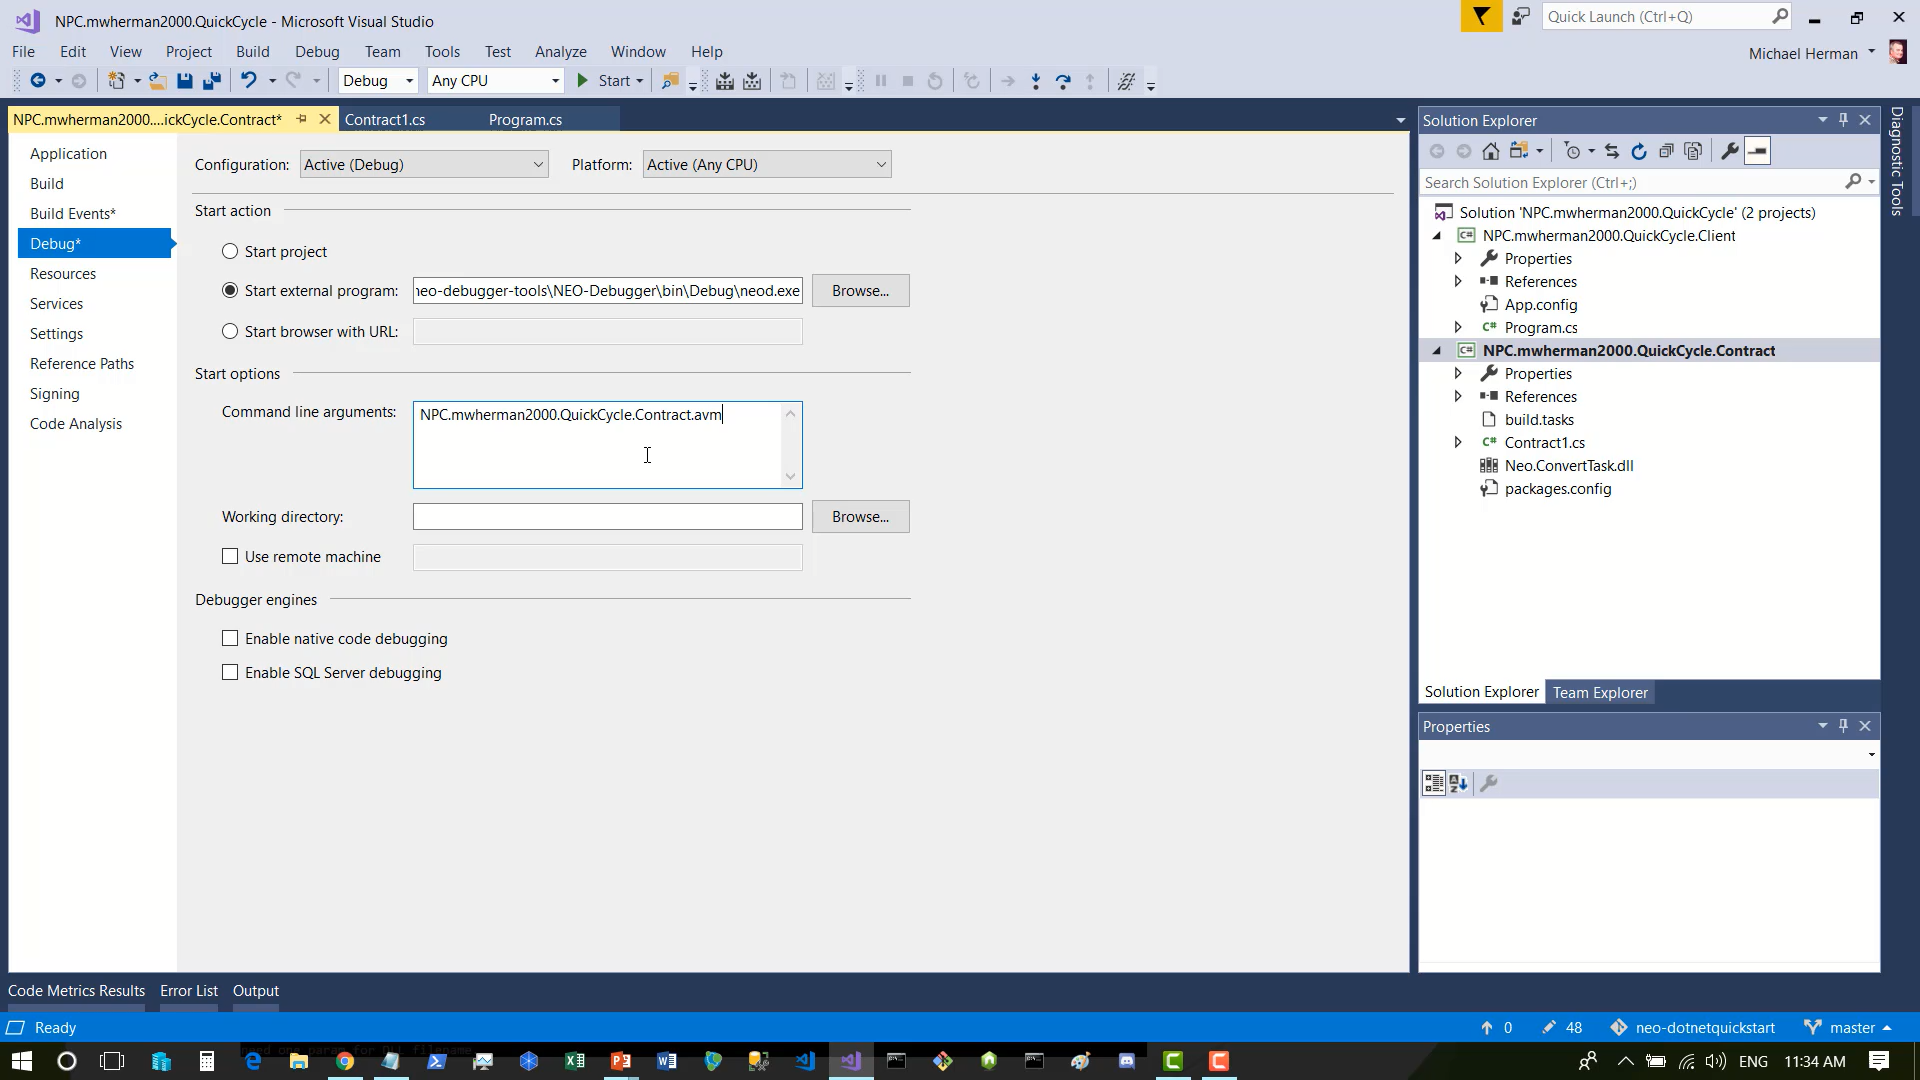 NPC.mwherman2000.QuickCycle - Microsoft Visual Studio
Quick Launch (Ctrl+Q)
File Edit View Project Build Debug Team Tools Test Analyze Window Help
Michael Herman
Debug Any CPU Start
NPC.mwherman2000....ickCycle.Contract* Contract1.cs Program.cs
Application
Build
Build Events*
Debug*
Resources
Services
Settings
Reference Paths
Signing
Code Analysis
Configuration: Active (Debug) Platform: Active (Any CPU)
Start action
Start project
Start external program: neo-debugger-tools\NEO-Debugger\bin\Debug\neod.exe Browse...
Start browser with URL:
Start options
Command line arguments: NPC.mwherman2000.QuickCycle.Contract.avm
Working directory: Browse...
Use remote machine
Debugger engines
Enable native code debugging
Enable SQL Server debugging
Solution Explorer
Search Solution Explorer (Ctrl+;)
Solution 'NPC.mwherman2000.QuickCycle' (2 projects)
C# NPC.mwherman2000.QuickCycle.Client
Properties
References
App.config
C# Program.cs
C# NPC.mwherman2000.QuickCycle.Contract
Properties
References
build.tasks
C# Contract1.cs
Neo.ConvertTask.dll
packages.config
Solution Explorer Team Explorer
Properties
Diagnostic Tools
Code Metrics Results Error List Output
Ready
0 48 neo-dotnetquickstart master
need one param for DLL filename
ENG 11:34 AM